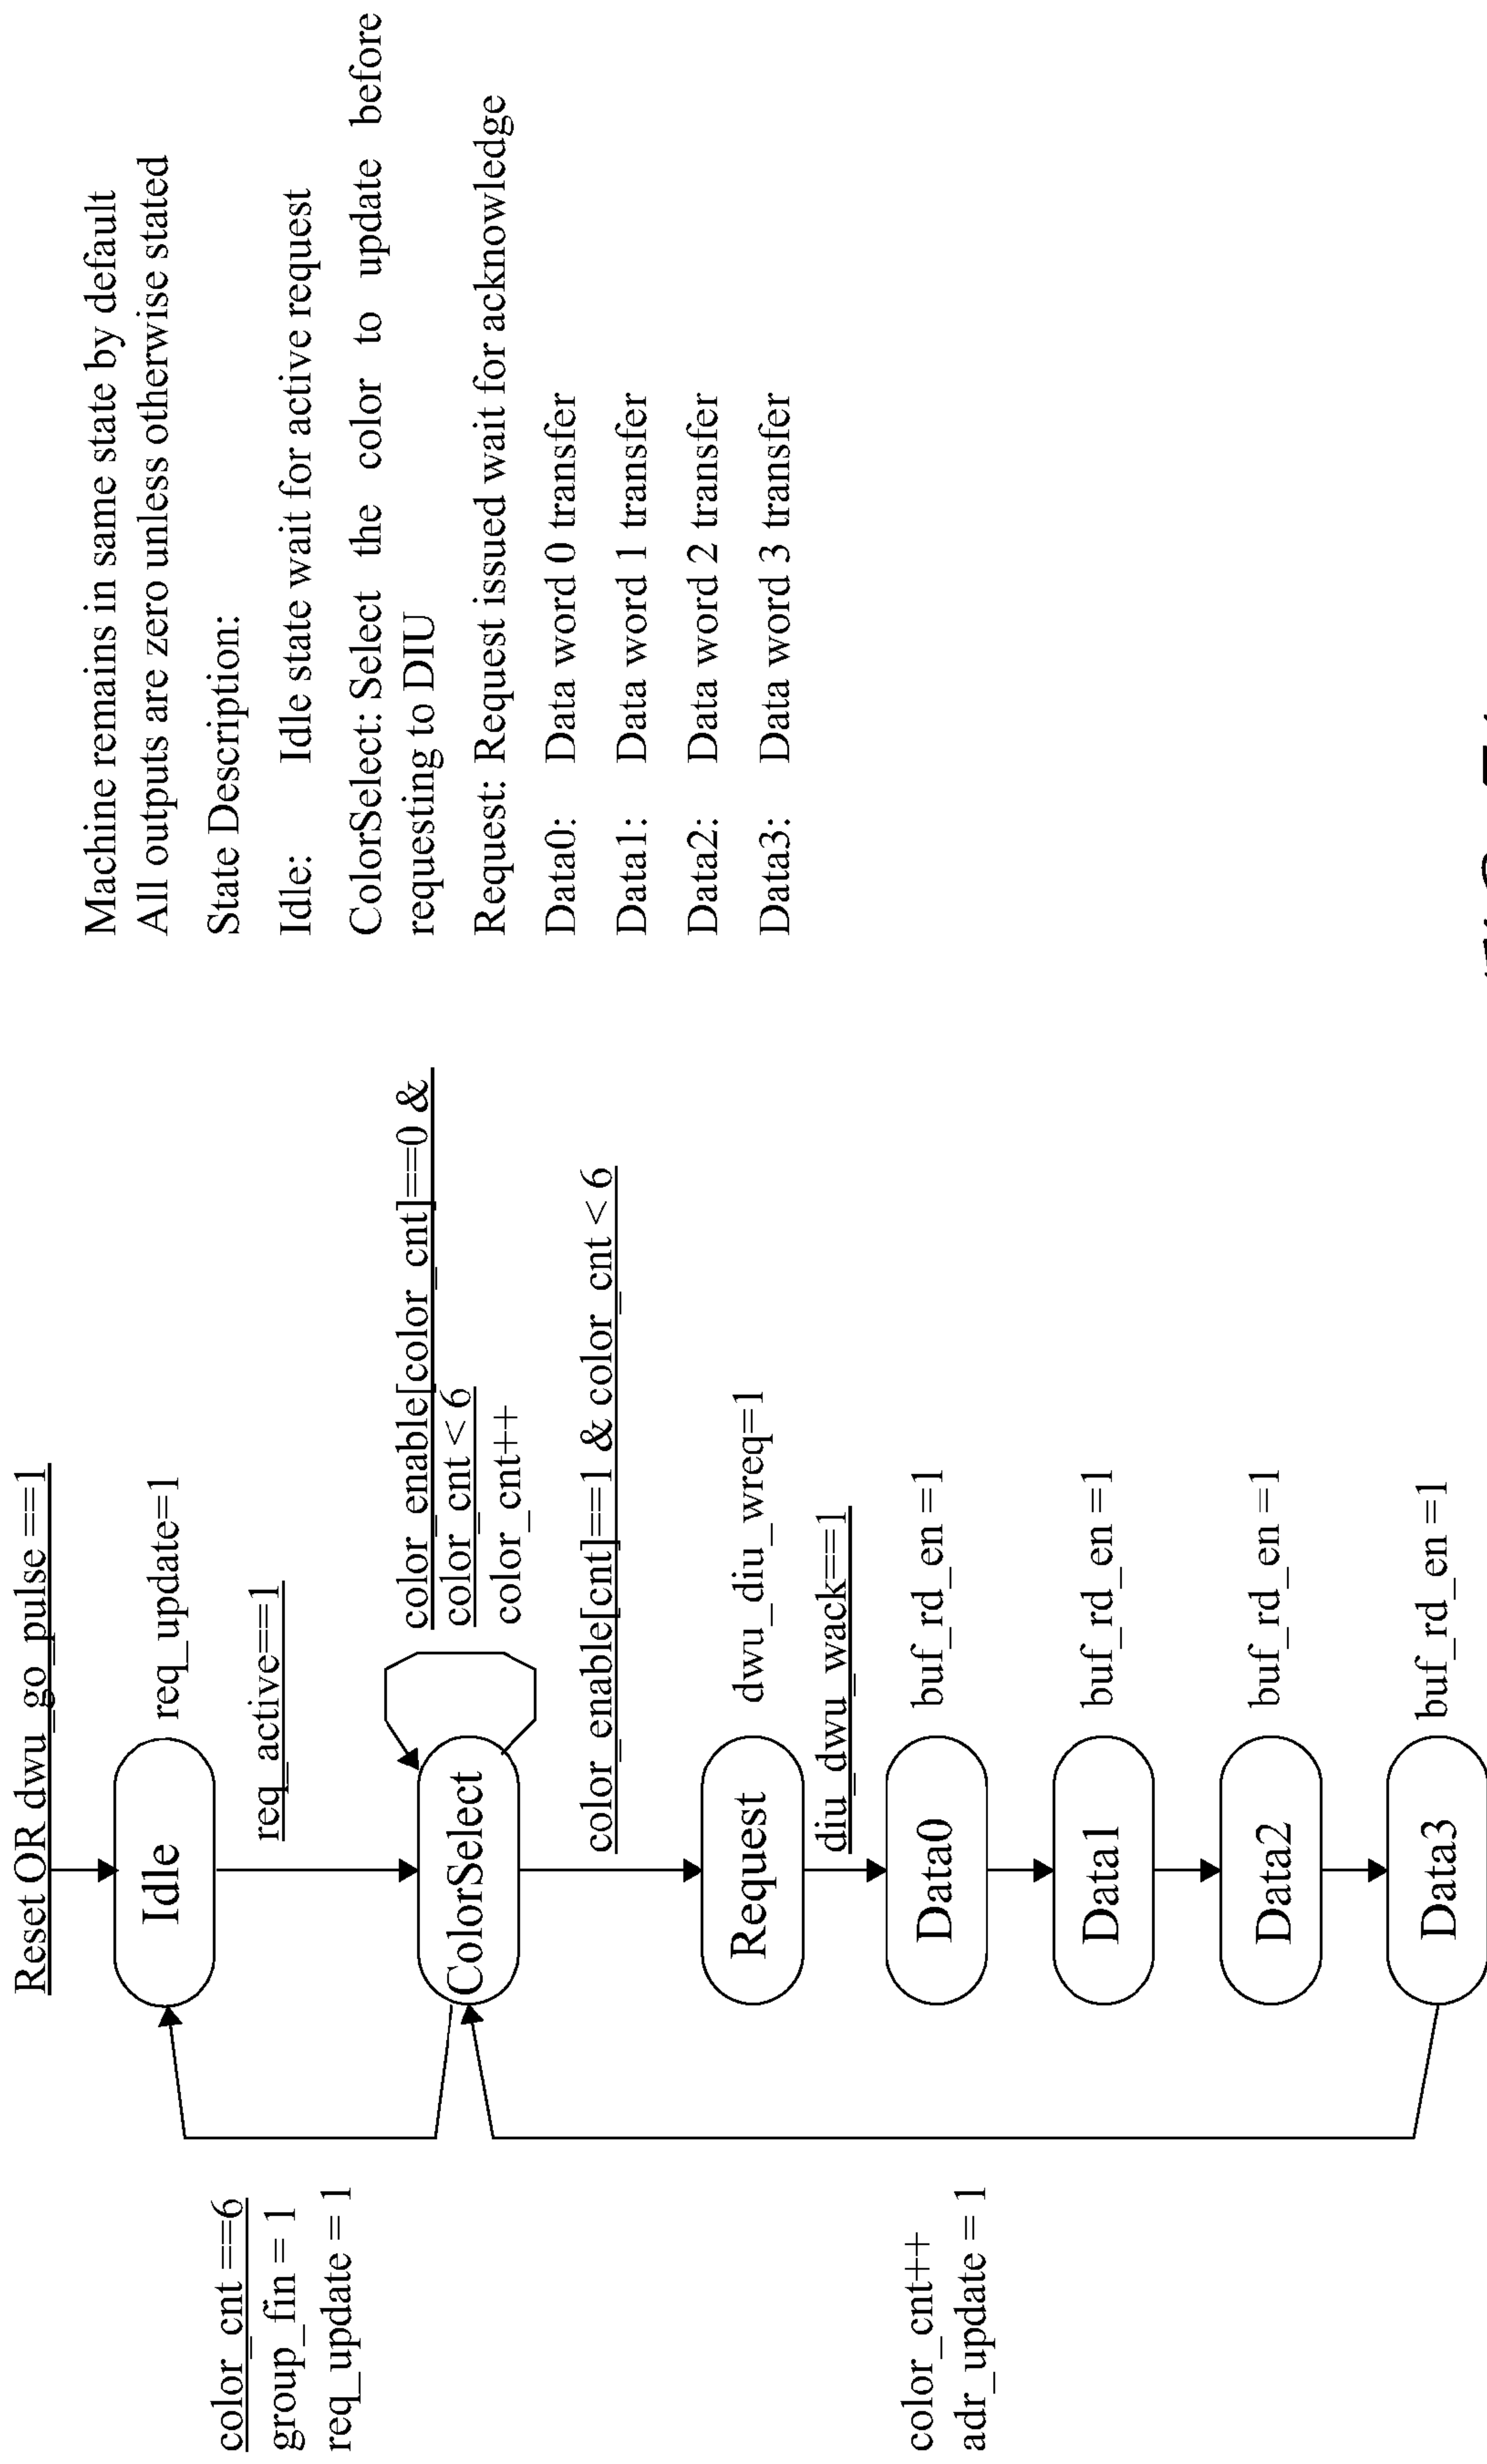 Reset OR dwu_go_pulse ==1
Idle
req_update=1
req_active==1
color_cnt ==6
group_fin = 1
req_update = 1
ColorSelect
color_enable[color_cnt]==0 &
color_cnt < 6
color_cnt++
color_enable[cnt]==1 & color_cnt < 6
Request
dwu_diu_wreq=1
diu_dwu_wack==1
Data0
buf_rd_en =1
color_cnt++
adr_update = 1
Data1
buf_rd_en =1
Data2
buf_rd_en =1
Data3
buf_rd_en =1
Machine remains in same state by default
All outputs are zero unless otherwise stated
State Description:
Idle: Idle state wait for active request
ColorSelect: Select the color to update before
requesting to DIU
Request: Request issued wait for acknowledge
Data0: Data word 0 transfer
Data1: Data word 1 transfer
Data2: Data word 2 transfer
Data3: Data word 3 transfer